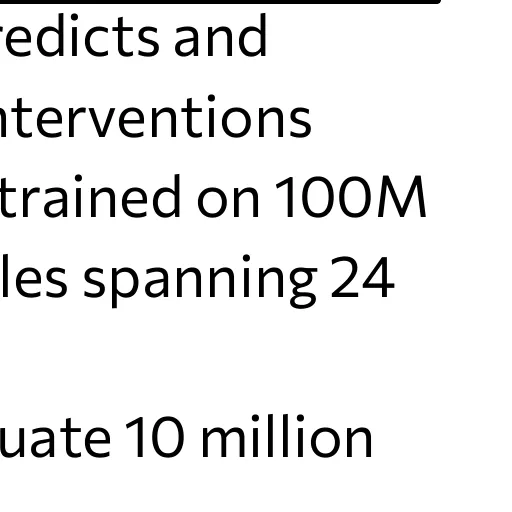 redicts and
nterventions
trained on 100M
les spanning 24
uate 10 million